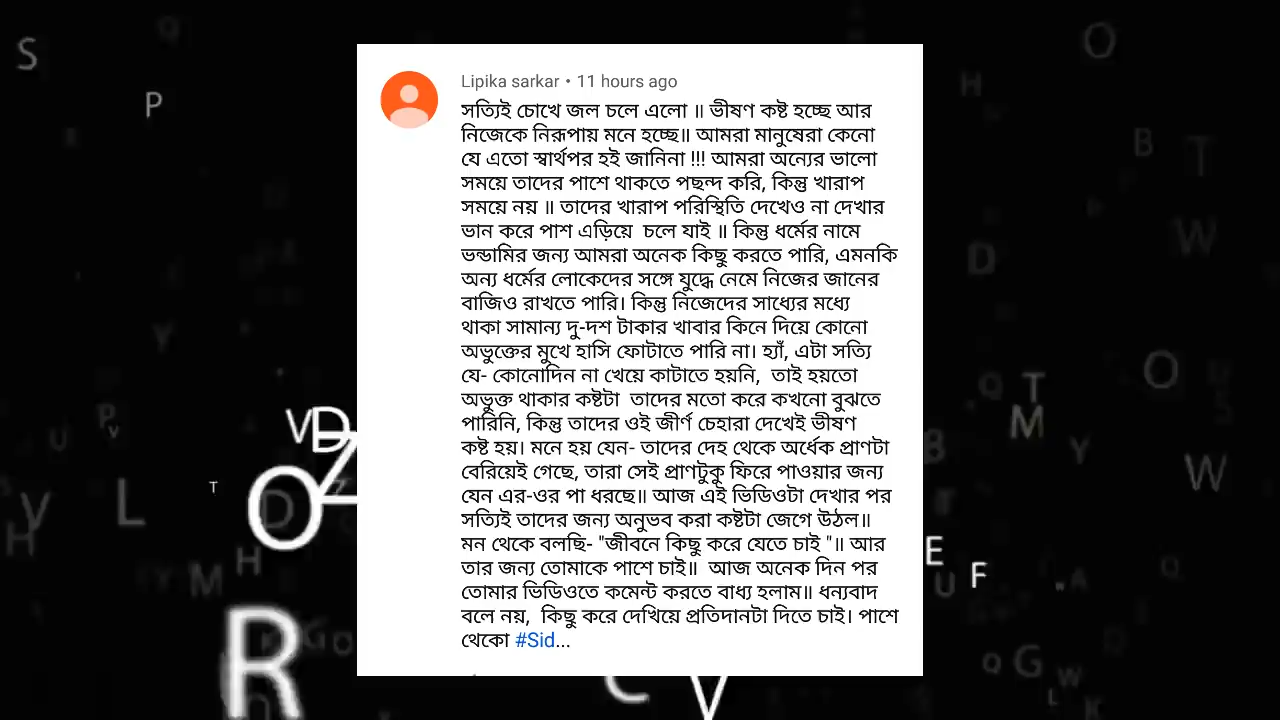 Lipika sarkar • 11 hours ago
সত্যিই চোখে জল চলে এলো ॥ ভীষণ কষ্ট হচ্ছে আর
নিজেকে নিরূপায় মনে হচ্ছে॥ আমরা মানুষেরা কেনো
যে এতো স্বার্থপর হই জানিনা !!! আমরা অন্যের ভালো
সময়ে তাদের পাশে থাকতে পছন্দ করি, কিন্তু খারাপ
সময়ে নয় ॥ তাদের খারাপ পরিস্থিতি দেখেও না দেখার
ভান করে পাশ এড়িয়ে চলে যাই ॥ কিন্তু ধর্মের নামে
ভন্ডামির জন্য আমরা অনেক কিছু করতে পারি, এমনকি
অন্য ধর্মের লোকেদের সঙ্গে যুদ্ধে নেমে নিজের জানের
বাজিও রাখতে পারি। কিন্তু নিজেদের সাধ্যের মধ্যে
থাকা সামান্য দু-দশ টাকার খাবার কিনে দিয়ে কোনো
অভুক্তের মুখে হাসি ফোটাতে পারি না। হ্যাঁ, এটা সত্যি
যে- কোনোদিন না খেয়ে কাটাতে হয়নি, তাই হয়তো
অভুক্ত থাকার কষ্টটা তাদের মতো করে কখনো বুঝতে
পারিনি, কিন্তু তাদের ওই জীর্ণ চেহারা দেখেই ভীষণ
কষ্ট হয়। মনে হয় যেন- তাদের দেহ থেকে অর্ধেক প্রাণটা
বেরিয়েই গেছে, তারা সেই প্রাণটুকু ফিরে পাওয়ার জন্য
যেন এর-ওর পা ধরছে॥ আজ এই ভিডিওটা দেখার পর
সত্যিই তাদের জন্য অনুভব করা কষ্টটা জেগে উঠল॥
মন থেকে বলছি- "জীবনে কিছু করে যেতে চাই "॥ আর
তার জন্য তোমাকে পাশে চাই॥ আজ অনেক দিন পর
তোমার ভিডিওতে কমেন্ট করতে বাধ্য হলাম॥ ধন্যবাদ
বলে নয়, কিছু করে দেখিয়ে প্রতিদানটা দিতে চাই। পাশে
থেকো #Sid...